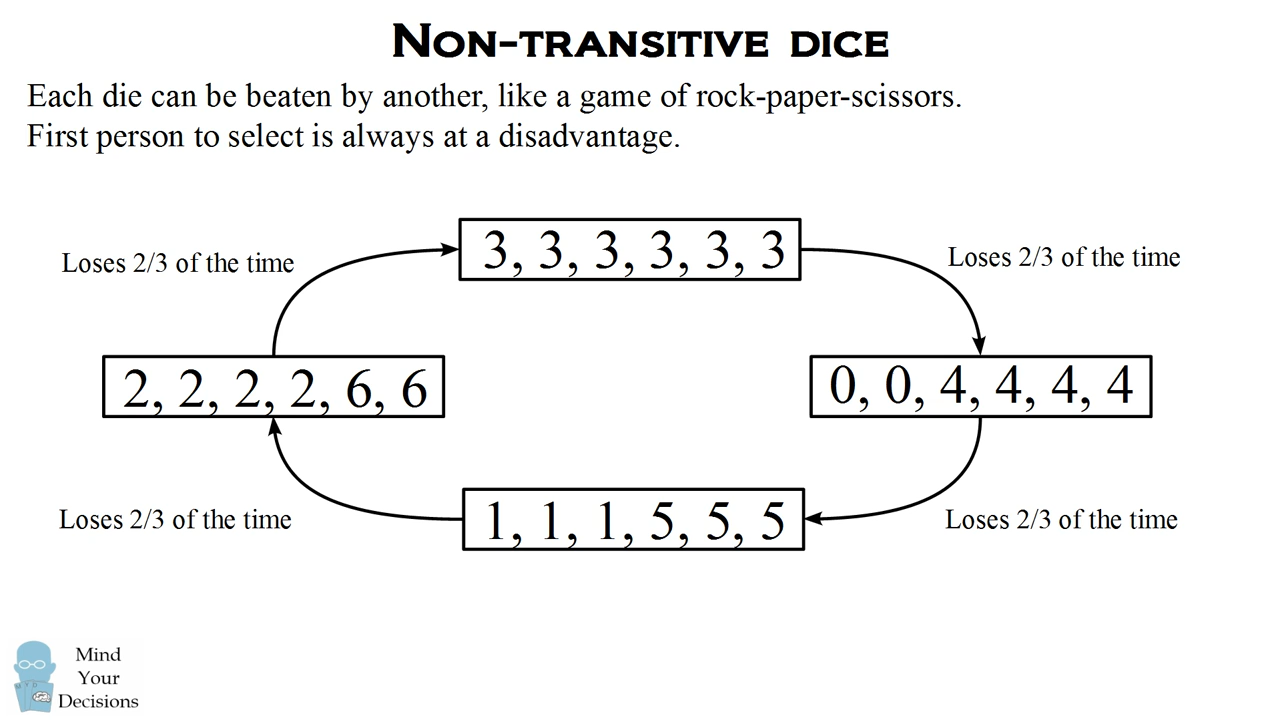 Non-transitive dice
Each die can be beaten by another, like a game of rock-paper-scissors.
First person to select is always at a disadvantage.
Loses 2/3 of the time
3, 3, 3, 3, 3, 3
Loses 2/3 of the time
2, 2, 2, 2, 6, 6
0, 0, 4, 4, 4, 4
Loses 2/3 of the time
1, 1, 1, 5, 5, 5
Loses 2/3 of the time
Mind
Your
Decisions